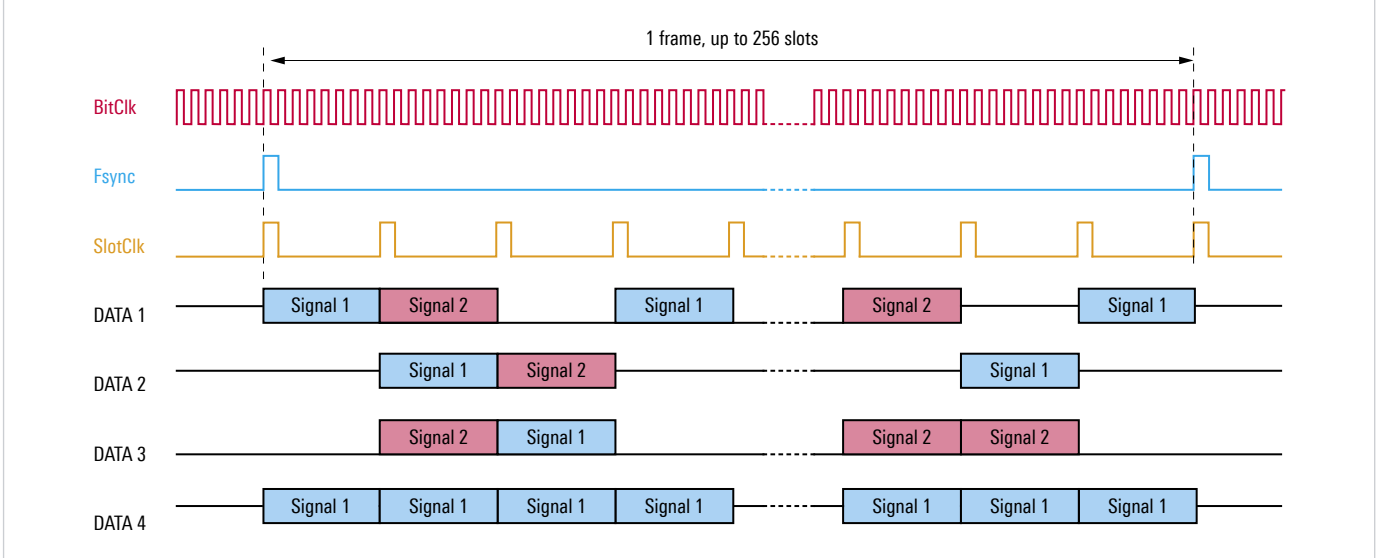 1 frame, up to 256 slots
BitClk
Fsync
SlotClk
DATA 1 Signal 1 Signal 2 Signal 1 Signal 2 Signal 1
DATA 2 Signal 1 Signal 2 Signal 1
DATA 3 Signal 2 Signal 1 Signal 2 Signal 2
DATA 4 Signal 1 Signal 1 Signal 1 Signal 1 Signal 1 Signal 1 Signal 1